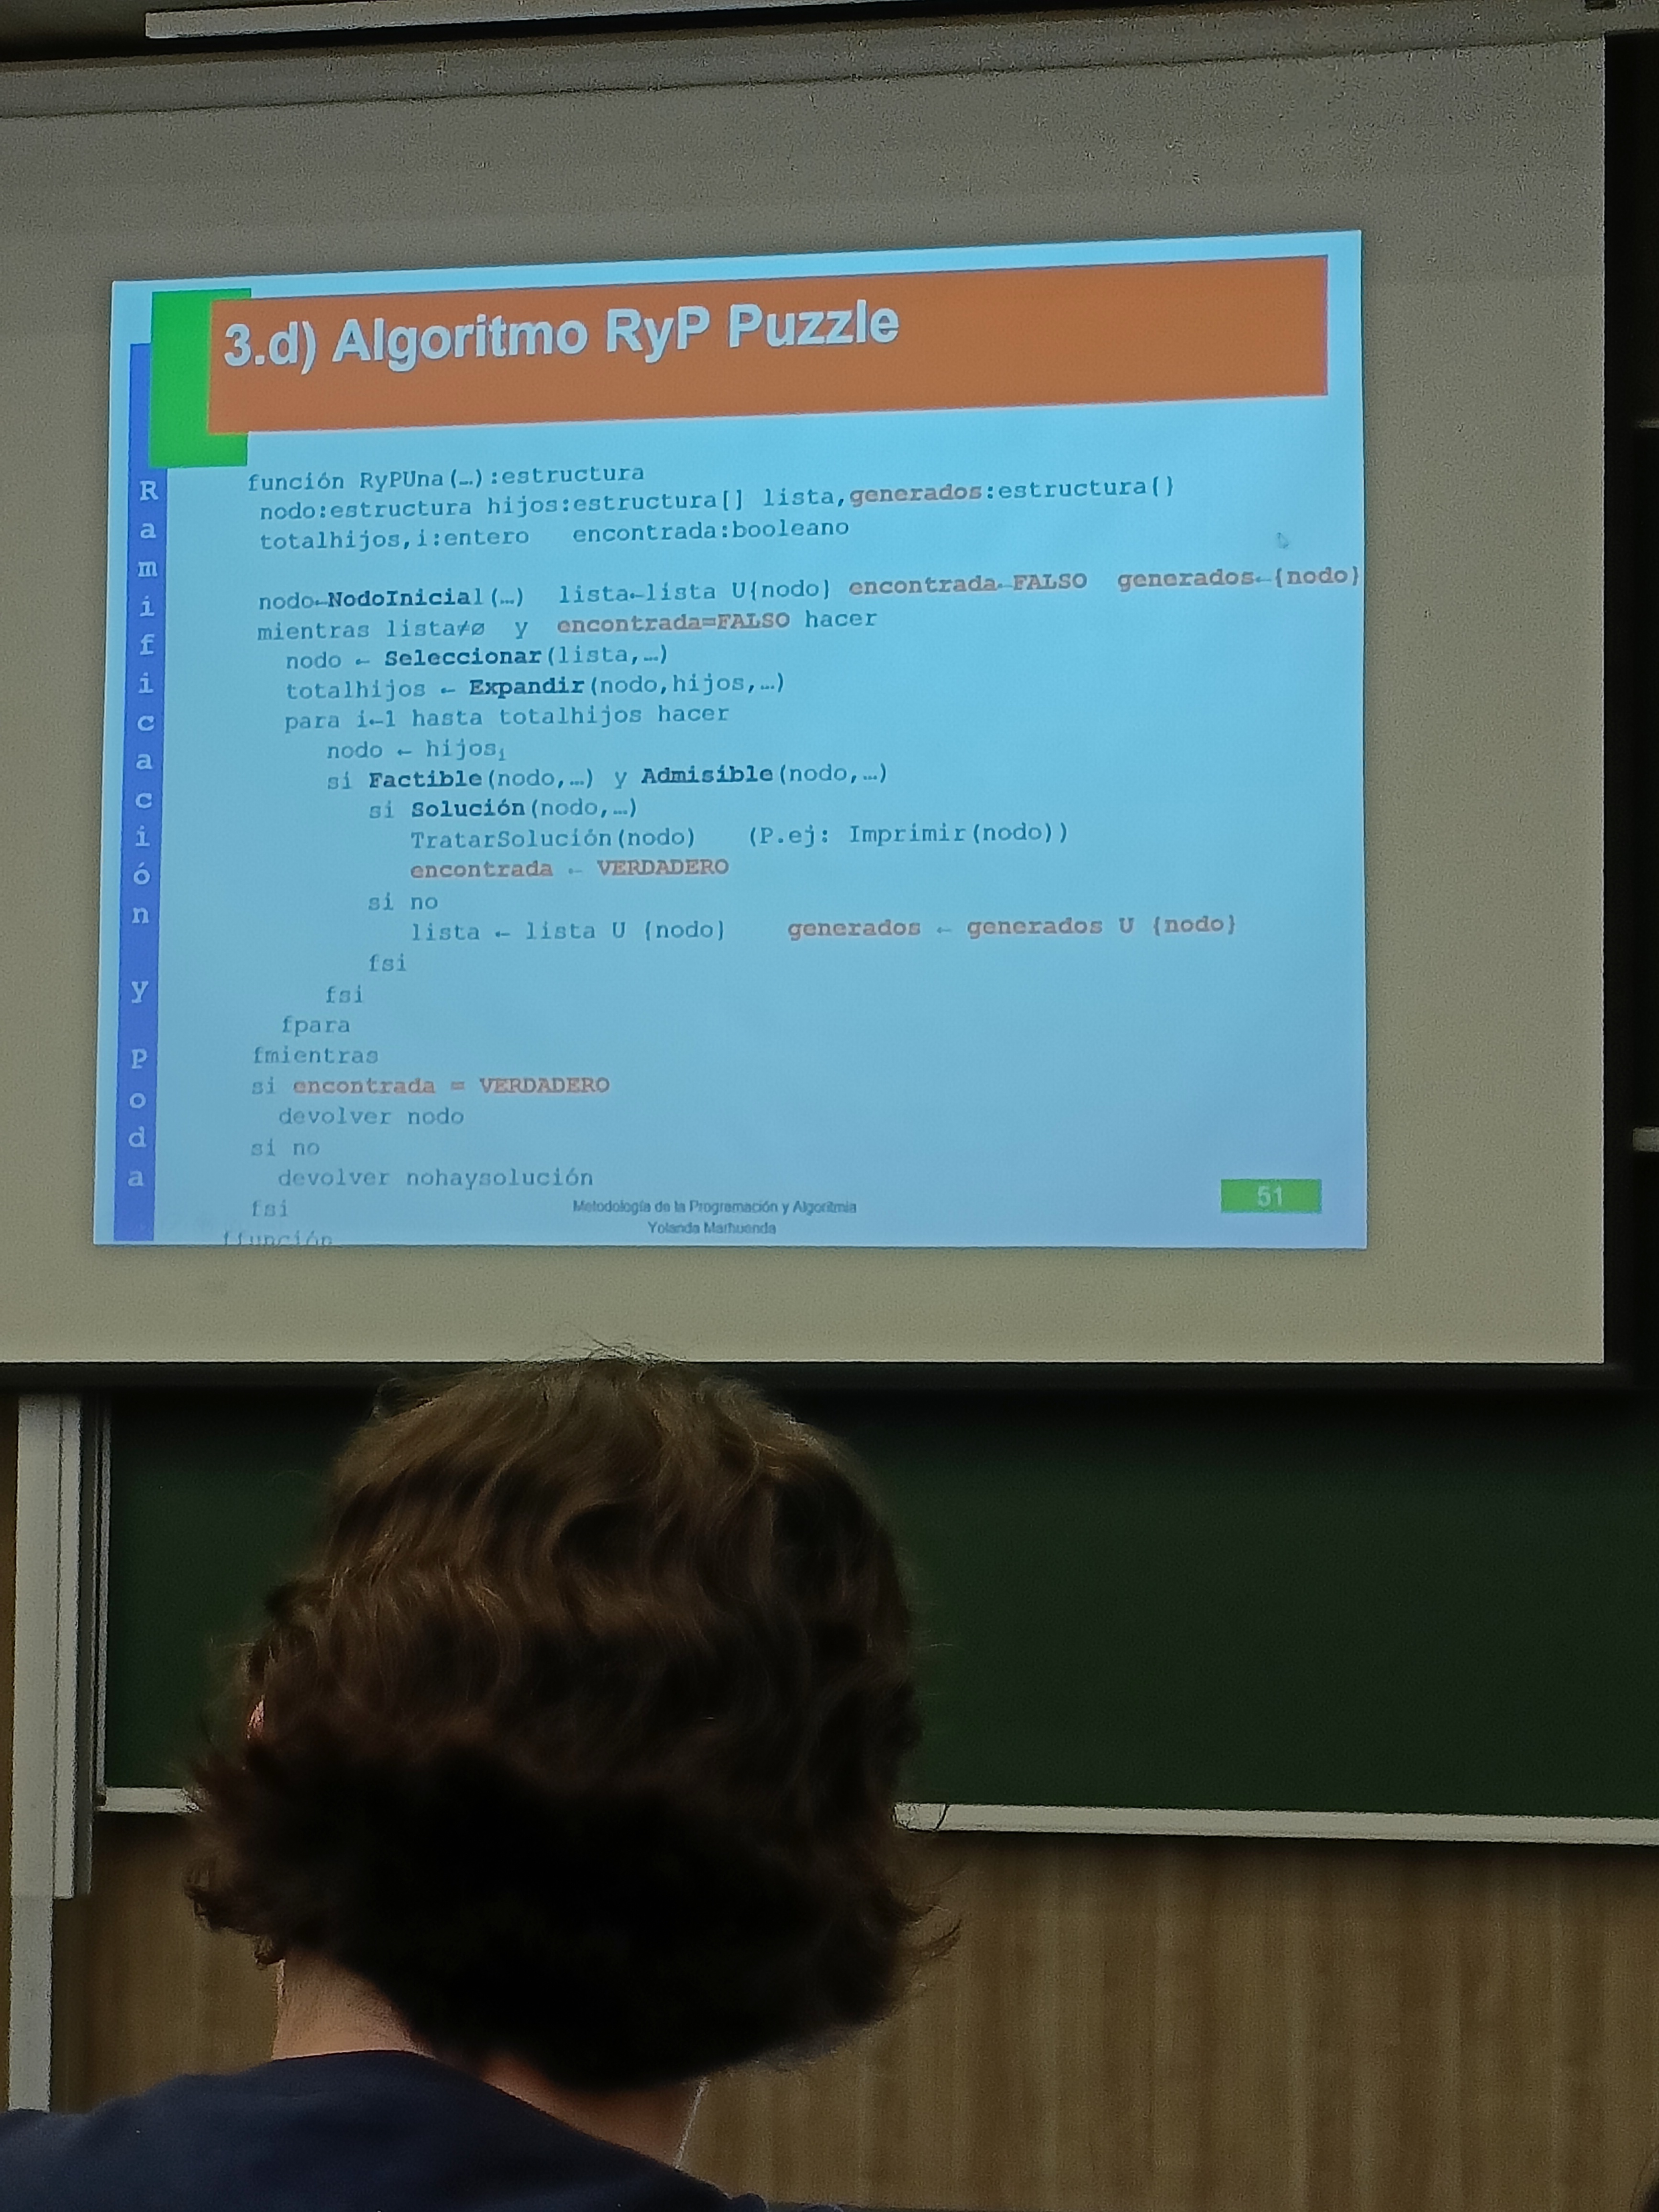 3.d) Algoritmo RyP Puzzle
Ramificación y Poda
función RyPUna(…):estructura
nodo:estructura hijos:estructura[] lista,generados:estructura{}
totalhijos,i:entero encontrada:booleano
nodo←NodoInicial(…) lista←lista U{nodo} encontrada←FALSO generados←{nodo}
mientras lista≠∅ y encontrada=FALSO hacer
nodo ← Seleccionar(lista,…)
totalhijos ← Expandir(nodo,hijos,…)
para i←1 hasta totalhijos hacer
nodo ← hijosᵢ
si Factible(nodo,…) y Admisible(nodo,…)
si Solución(nodo,…)
TratarSolución(nodo) (P.ej: Imprimir(nodo))
encontrada ← VERDADERO
si no
lista ← lista U {nodo} generados ← generados U {nodo}
fsi
fsi
fpara
fmientras
si encontrada = VERDADERO
devolver nodo
si no
devolver nohaysolución
fsi
ffunción
Metodología de la Programación y Algoritmia
Yolanda Marhuenda
51